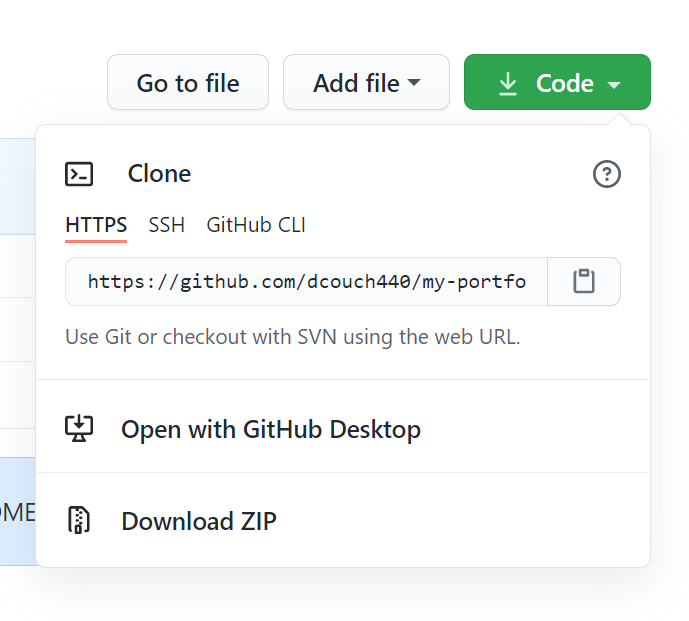 Go to file
Add file
Code
Clone
HTTPS SSH GitHub CLI
https://github.com/dcouch440/my-portfo
Use Git or checkout with SVN using the web URL.
Open with GitHub Desktop
OME
Download ZIP